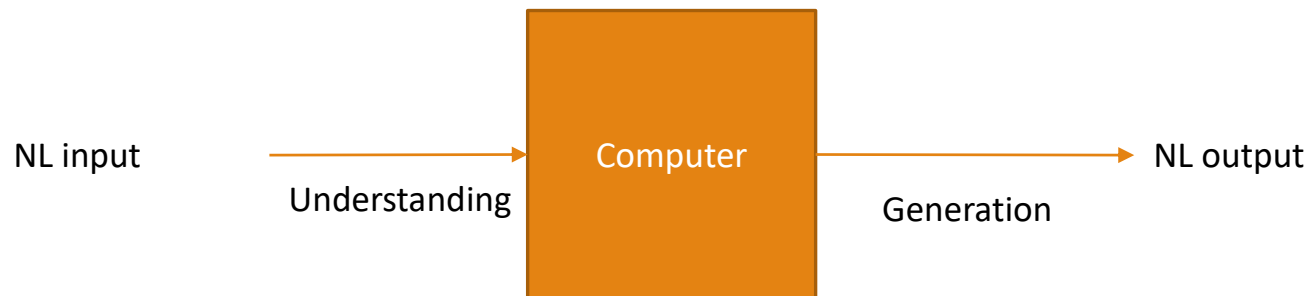 NL input
Understanding
Computer
Generation
NL output